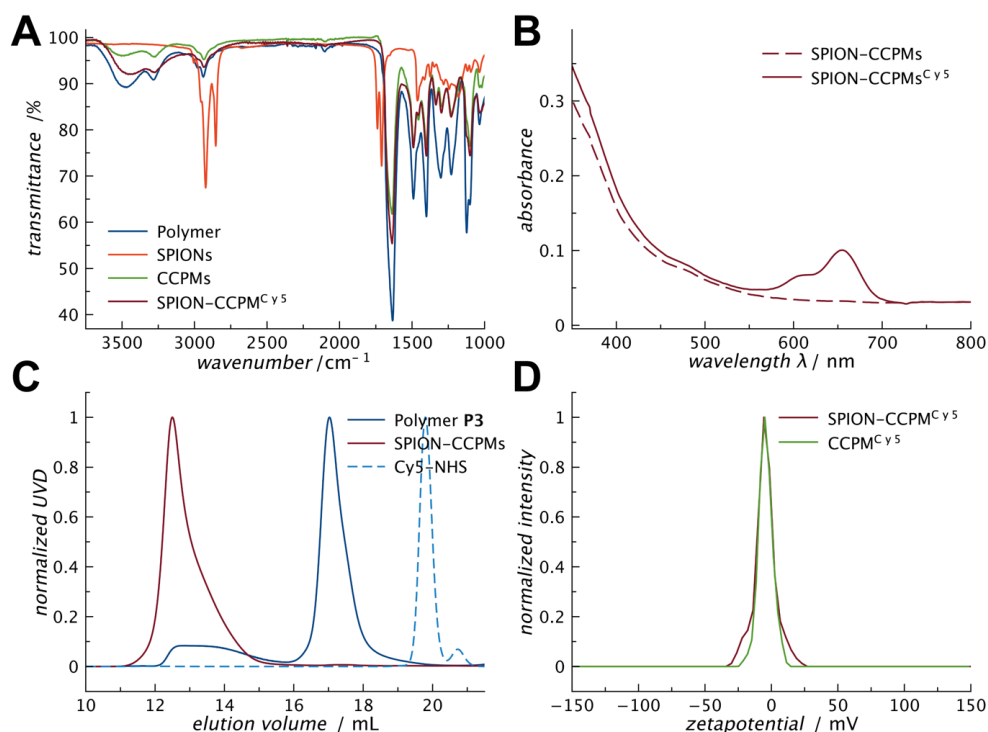 A
100
90
80
70
60
50
40
transmittance /%
Polymer
SPIONs
CCPMs
SPION–CCPM^Cy5
3500 3000 2500 2000 1500 1000
wavenumber /cm⁻¹
B
SPION–CCPMs
SPION–CCPMs^Cy5
0.3
0.2
0.1
0
absorbance
400 500 600 700 800
wavelength λ / nm
C
Polymer P3
SPION–CCPMs
Cy5–NHS
1
0.8
0.6
0.4
0.2
0
normalized UVD
10 12 14 16 18 20
elution volume / mL
D
SPION–CCPM^Cy5
CCPM^Cy5
1
0.8
0.6
0.4
0.2
0
normalized intensity
−150 −100 −50 0 50 100 150
zetapotential / mV